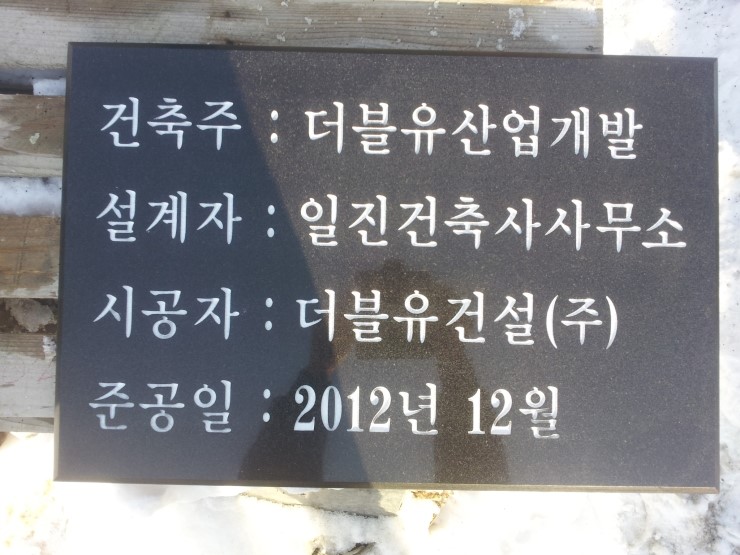 건축주 : 더블유산업개발
설계자 : 일진건축사사무소
시공자 : 더블유건설(주)
준공일 : 2012년 12월